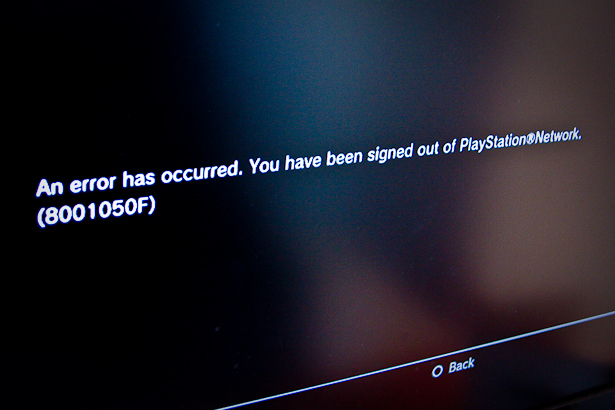 An error has occurred. You have been signed out of PlayStation®Network.
(8001050F)
Back